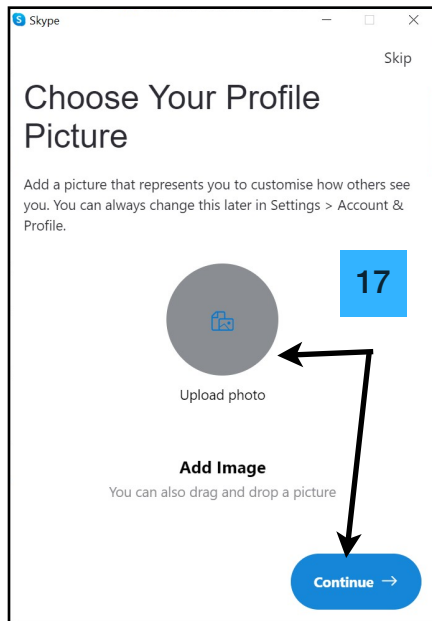 Skype
Skip
Choose Your Profile
Picture
Add a picture that represents you to customise how others see
you. You can always change this later in Settings > Account &
Profile.
17
Upload photo
Add Image
You can also drag and drop a picture
Continue →